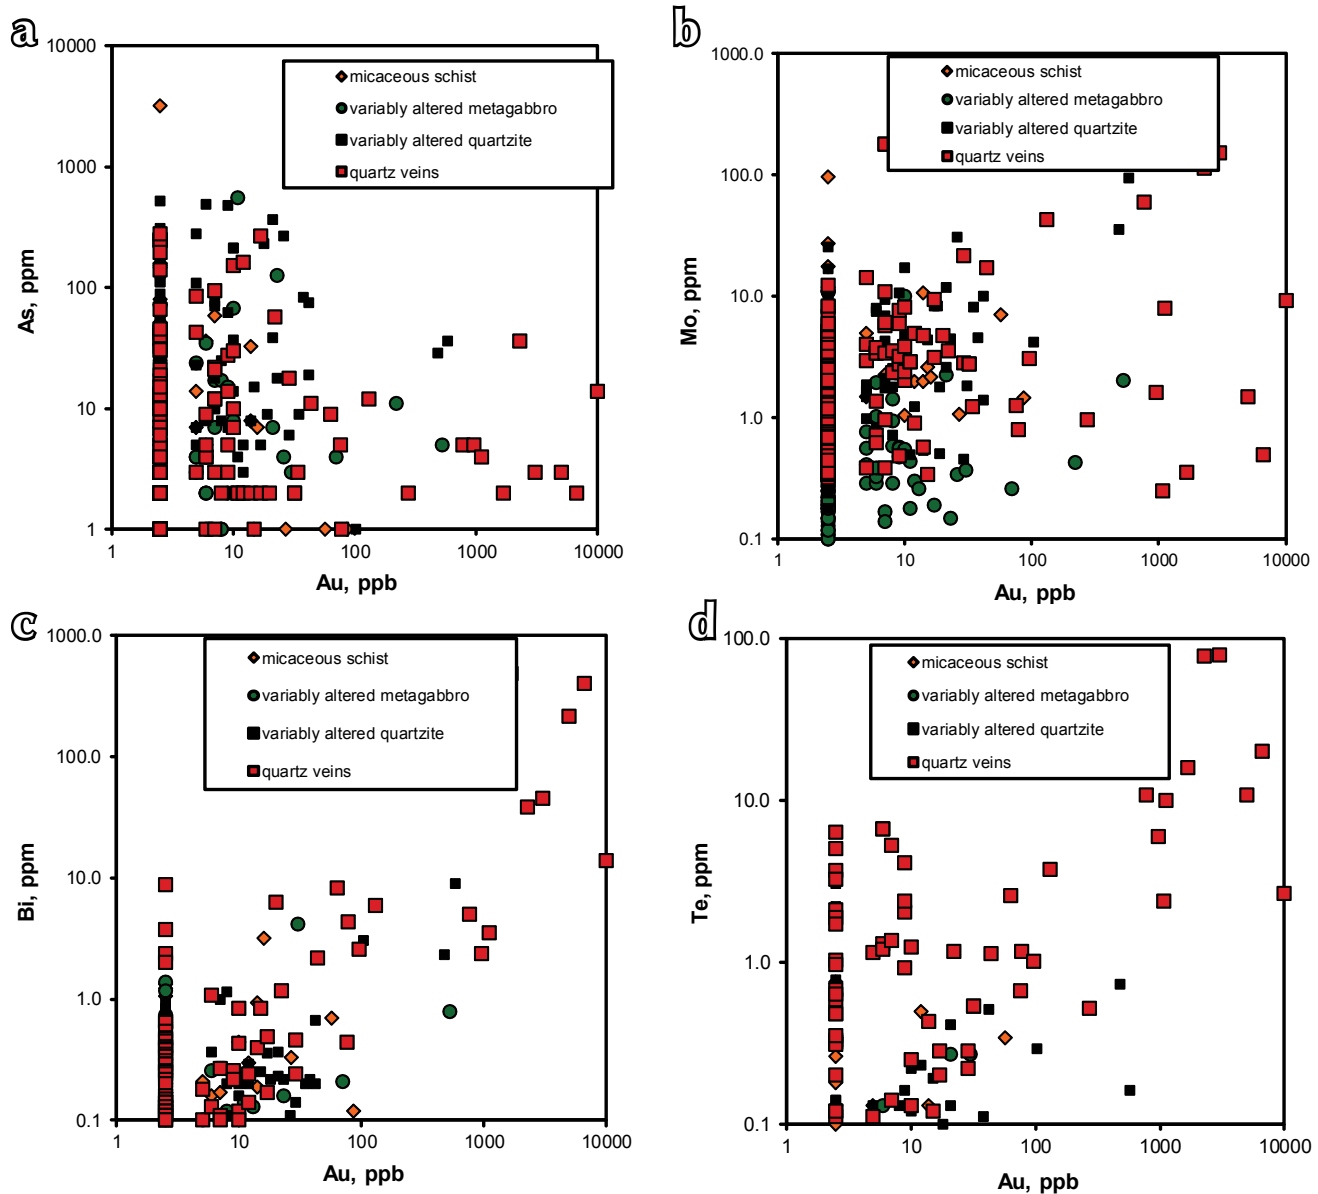 a
10000
1000
100
10
1
As, ppm
micaceous schist
variably altered metagabbro
variably altered quartzite
quartz veins
1 10 100 1000 10000
Au, ppb
b
1000.0
100.0
10.0
1.0
0.1
Mo, ppm
micaceous schist
variably altered metagabbro
variably altered quartzite
quartz veins
1 10 100 1000 10000
Au, ppb
c
1000.0
100.0
10.0
1.0
0.1
Bi, ppm
micaceous schist
variably altered metagabbro
variably altered quartzite
quartz veins
1 10 100 1000 10000
Au, ppb
d
100.0
10.0
1.0
0.1
Te, ppm
micaceous schist
variably altered metagabbro
variably altered quartzite
quartz veins
1 10 100 1000 10000
Au, ppb